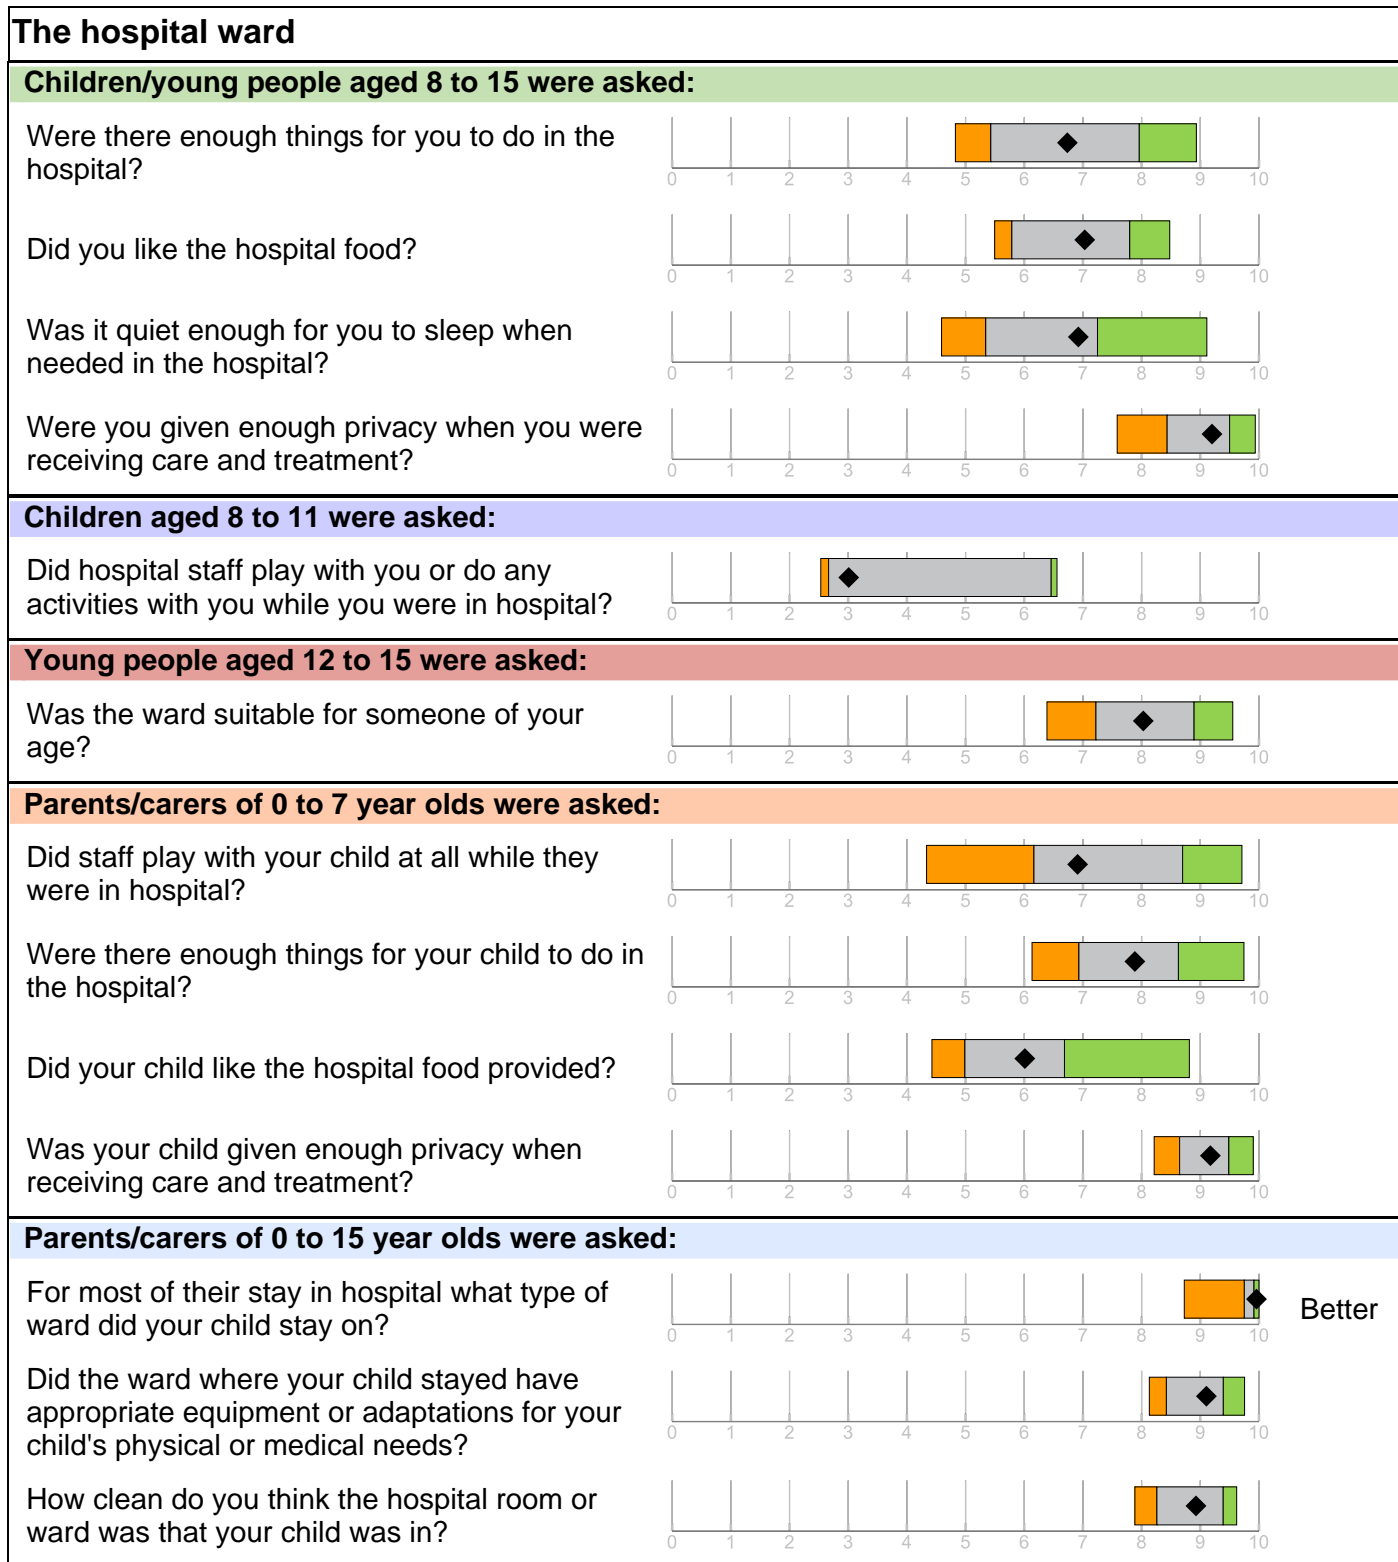 The hospital ward
Children/young people aged 8 to 15 were asked:
Were there enough things for you to do in the
hospital?
0 1 2 3 4 5 6 7 8 9 10
Did you like the hospital food?
0 1 2 3 4 5 6 7 8 9 10
Was it quiet enough for you to sleep when
needed in the hospital?
0 1 2 3 4 5 6 7 8 9 10
Were you given enough privacy when you were
receiving care and treatment?
0 1 2 3 4 5 6 7 8 9 10
Children aged 8 to 11 were asked:
Did hospital staff play with you or do any
activities with you while you were in hospital?
0 1 2 3 4 5 6 7 8 9 10
Young people aged 12 to 15 were asked:
Was the ward suitable for someone of your
age?
0 1 2 3 4 5 6 7 8 9 10
Parents/carers of 0 to 7 year olds were asked:
Did staff play with your child at all while they
were in hospital?
0 1 2 3 4 5 6 7 8 9 10
Were there enough things for your child to do in
the hospital?
0 1 2 3 4 5 6 7 8 9 10
Did your child like the hospital food provided?
0 1 2 3 4 5 6 7 8 9 10
Was your child given enough privacy when
receiving care and treatment?
0 1 2 3 4 5 6 7 8 9 10
Parents/carers of 0 to 15 year olds were asked:
For most of their stay in hospital what type of
ward did your child stay on?
Better
0 1 2 3 4 5 6 7 8 9 10
Did the ward where your child stayed have
appropriate equipment or adaptations for your
child's physical or medical needs?
0 1 2 3 4 5 6 7 8 9 10
How clean do you think the hospital room or
ward was that your child was in?
0 1 2 3 4 5 6 7 8 9 10